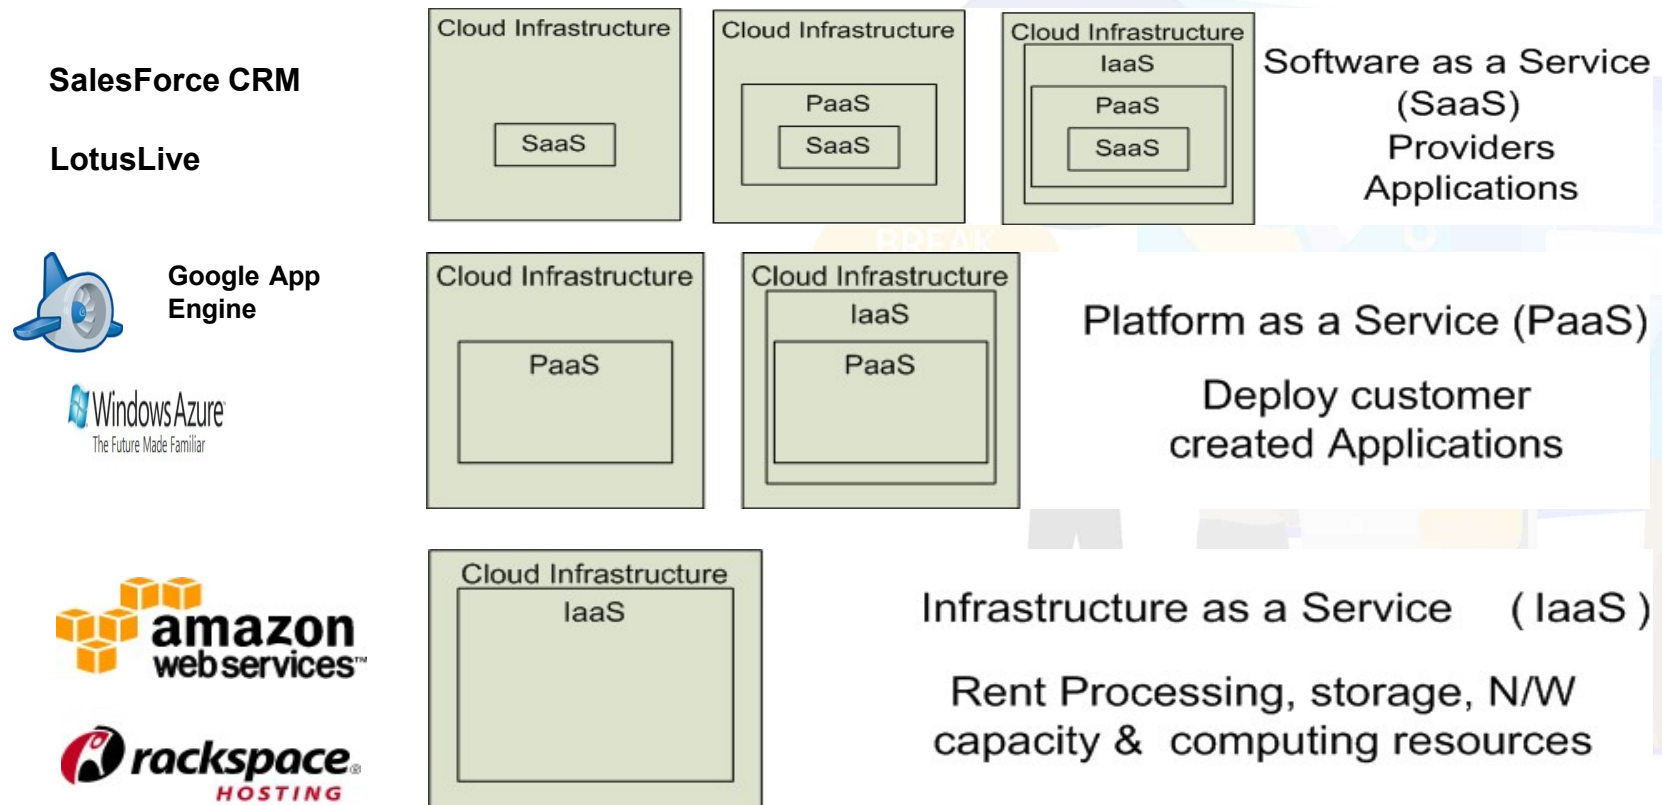 SalesForce CRM
LotusLive
Cloud Infrastructure
SaaS
Cloud Infrastructure
PaaS
SaaS
Cloud Infrastructure
IaaS
PaaS
SaaS
Software as a Service
(SaaS)
Providers
Applications
BREAK
Google App
Engine
Windows Azure
The Future Made Familiar
Cloud Infrastructure
PaaS
Cloud Infrastructure
IaaS
PaaS
Platform as a Service (PaaS)
Deploy customer
created Applications
amazon
web services™
rackspace®
HOSTING
Cloud Infrastructure
IaaS
Infrastructure as a Service ( IaaS )
Rent Processing, storage, N/W
capacity & computing resources